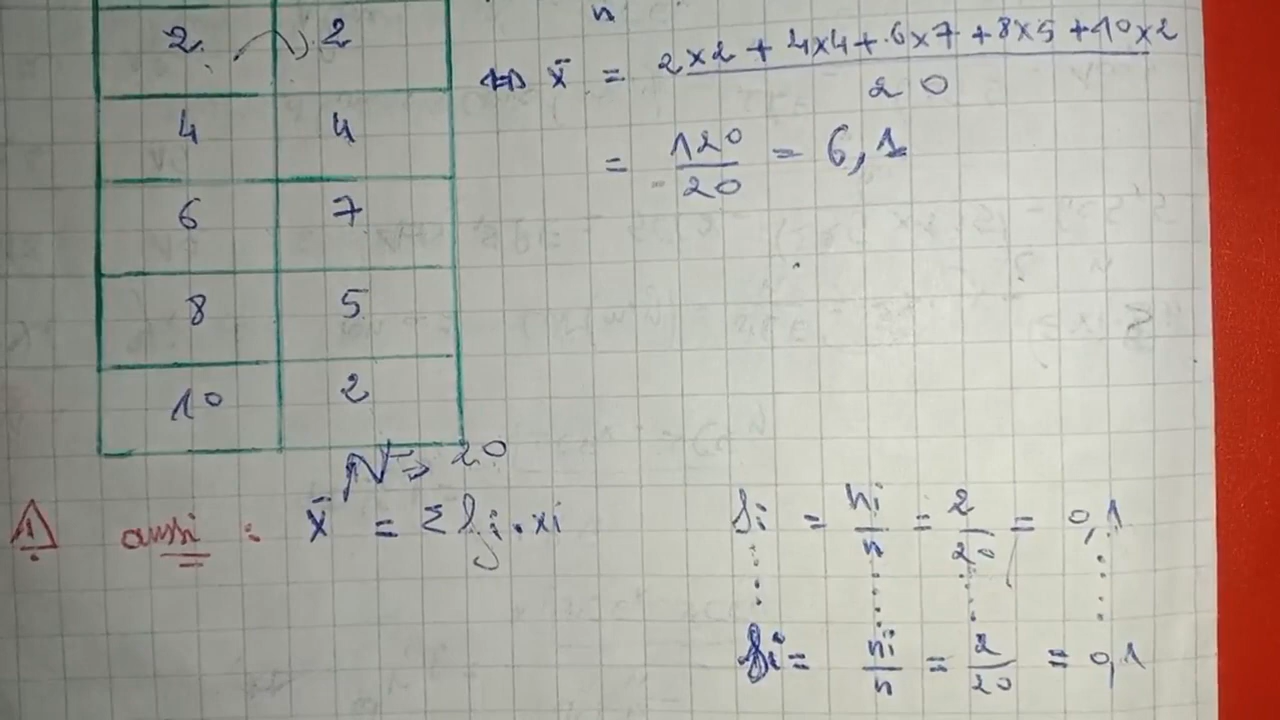 n
2 2
⇔ x̄ = 2×2 + 4×4 + 6×7 + 8×5 + 10×2 / 20
4 4
= 120/20 = 6,1
6 7
8 5
10 2
N = 20
aussi : x̄ = Σ fi . xi
fi = ni/n = 2/20 = 0,1
fi = ni/n = 2/20 = 0,1